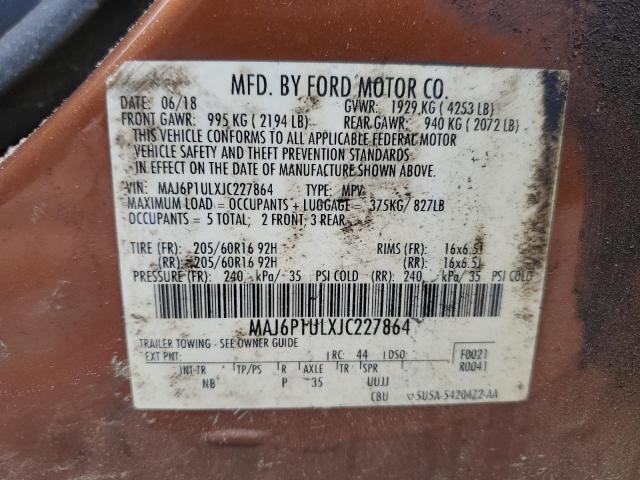 MFD. BY FORD MOTOR CO.
DATE: 06/18 GVWR: 1929 KG ( 4253 LB)
FRONT GAWR: 995 KG ( 2194 LB) REAR GAWR: 940 KG ( 2072 LB)
THIS VEHICLE CONFORMS TO ALL APPLICABLE FEDERAL MOTOR
VEHICLE SAFETY AND THEFT PREVENTION STANDARDS
IN EFFECT ON THE DATE OF MANUFACTURE SHOWN ABOVE.
VIN: MAJ6P1ULXJC227864 TYPE: MPV
MAXIMUM LOAD = OCCUPANTS + LUGGAGE = 375KG/ 827LB
OCCUPANTS : 5 TOTAL; 2 FRONT; 3 REAR
TIRE (FR): 205/60R16 92H RIMS (FR): 16x6.5J
(RR): 205/60R16 92H (RR): 16x6.5J
PRESSURE (FR): 240 kPa/ 35 PSI COLD (RR): 240 kPa/ 35 PSI COLD
MAJ6P1ULXJC227864
TRAILER TOWING - SEE OWNER GUIDE
EXT PNT: RC: 44 DSO: F0021
R0041
INT TR TP/PS R AXLE TR SPR
NB P 35 UUJJ
CBU 5U5A-5420422-AA